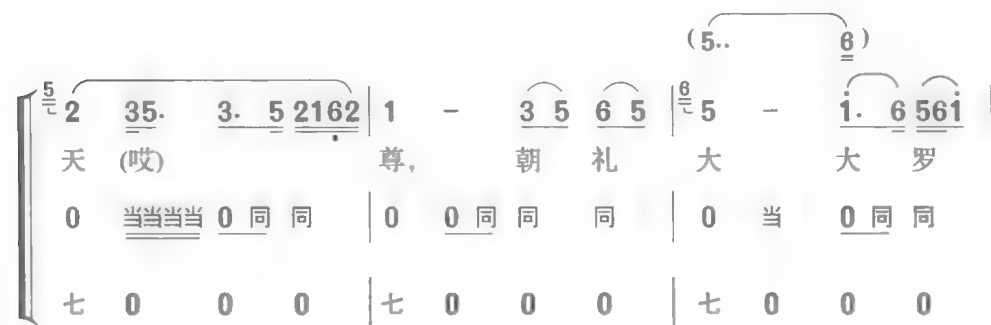 (5·· 6)
5 2 35· 3· 5 2162 | 1 - 3 5 6 5 | 6 5 - 1· 6 561 |
天 (哎) 尊, 朝 礼 大 大 罗
0 当当当当 0 同 同 | 0 0 同 同 同 | 0 当 0 同 同
七 0 0 0 | 七 0 0 0 | 七 0 0 0